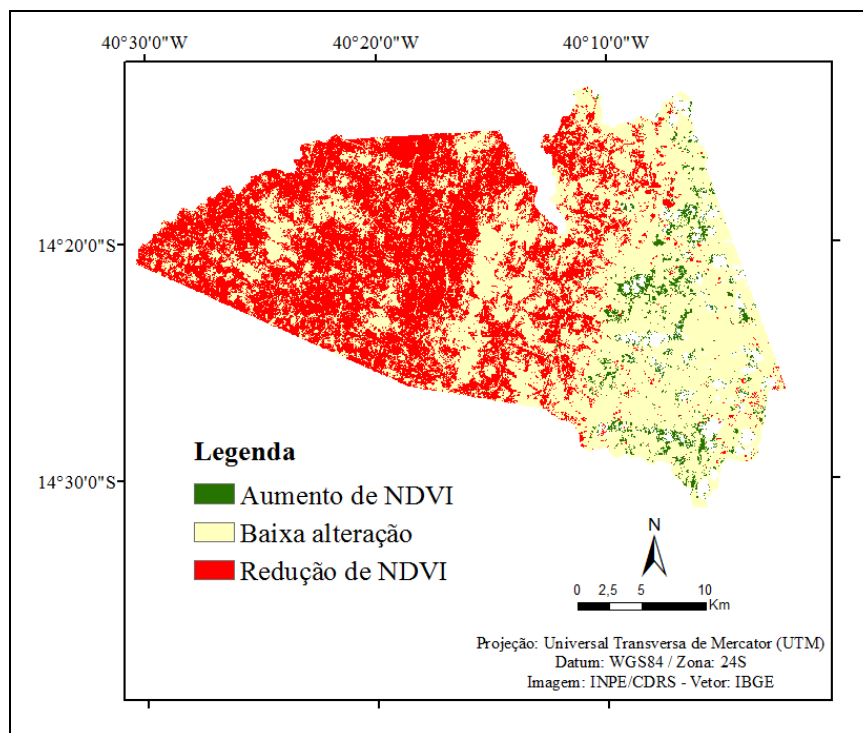 40°30'0"W 40°20'0"W 40°10'0"W
14°20'0"S
14°30'0"S
Legenda
Aumento de NDVI
Baixa alteração
Redução de NDVI
N
0 2,5 5 10
Km
Projeção: Universal Transversa de Mercator (UTM)
Datum: WGS84 / Zona: 24S
Imagem: INPE/CDRS - Vetor: IBGE